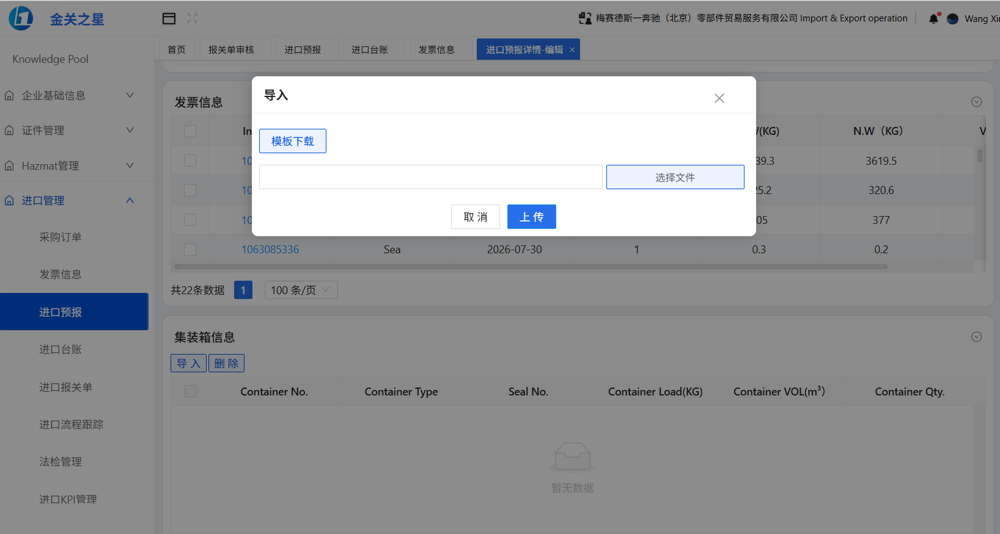 金关之星
梅赛德斯一奔驰（北京）零部件贸易服务有限公司 Import & Export operation
Wang Xin
首页
报关单审核
进口预报
进口台账
发票信息
进口预报详情-编辑
Knowledge Pool
企业基础信息
证件管理
Hazmat管理
进口管理
采购订单
发票信息
进口预报
进口台账
进口报关单
进口流程跟踪
法检管理
进口KPI管理
导入
模板下载
选择文件
取 消
上 传
发票信息
In
(KG)
N.W（KG）
V
10
39.3
3619.5
10
25.2
320.6
10
05
377
1063085336
Sea
2026-07-30
1
0.3
0.2
共22条数据
1
100 条/页
集装箱信息
导 入
删 除
Container No.
Container Type
Seal No.
Container Load(KG)
Container VOL(m³)
Container Qty.
暂无数据